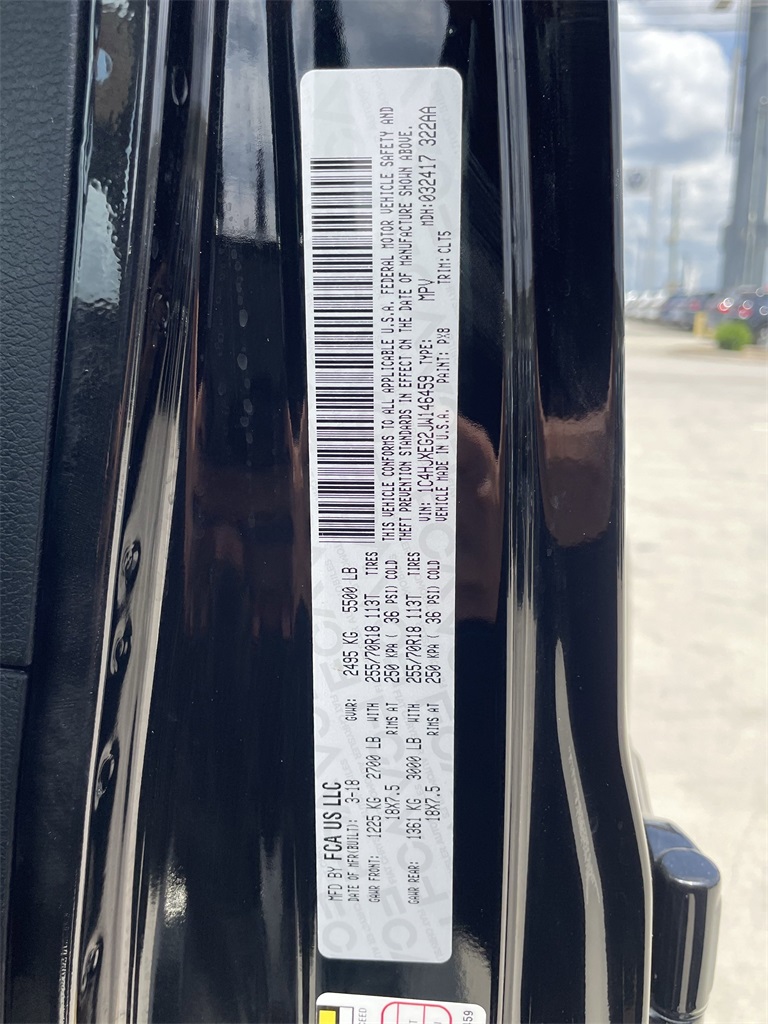 MFD BY FCA US LLC
DATE OF MFR(BUILT): 3-18 GVWR: 2495 KG 5500 LB
GAWR FRONT: 1225 KG 2700 LB WITH 255/70R18 113T TIRES
18X7.5 RIMS AT 250 KPA ( 36 PSI) COLD
GAWR REAR: 1361 KG 3000 LB WITH 255/70R18 113T TIRES
18X7.5 RIMS AT 250 KPA ( 36 PSI) COLD
THIS VEHICLE CONFORMS TO ALL APPLICABLE U.S.A. FEDERAL MOTOR VEHICLE SAFETY AND
THEFT PREVENTION STANDARDS IN EFFECT ON THE DATE OF MANUFACTURE SHOWN ABOVE.
VIN: 1C4HJXEG2JW146459 TYPE: MPV MDH:032417 322AA
VEHICLE MADE IN U.S.A. PAINT: PX8 TRIM: CLT5